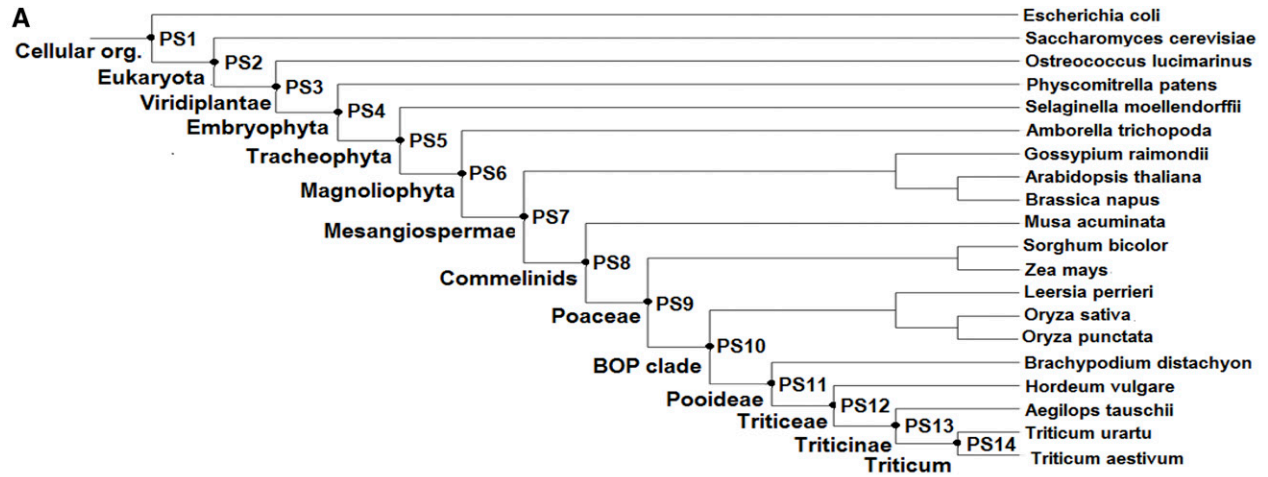 A
Escherichia coli
PS1
Saccharomyces cerevisiae
Cellular org.
PS2
Ostreococcus lucimarinus
Eukaryota
PS3
Physcomitrella patens
Viridiplantae
PS4
Selaginella moellendorffii
Embryophyta
PS5
Amborella trichopoda
Tracheophyta
Gossypium raimondii
PS6
Arabidopsis thaliana
Magnoliophyta
Brassica napus
PS7
Musa acuminata
Mesangiospermae
Sorghum bicolor
PS8
Zea mays
Commelinids
Leersia perrieri
PS9
Oryza sativa
Poaceae
Oryza punctata
PS10
Brachypodium distachyon
BOP clade
PS11
Hordeum vulgare
Pooideae
PS12
Aegilops tauschii
Triticeae
PS13
Triticum urartu
Triticinae
PS14
Triticum aestivum
Triticum